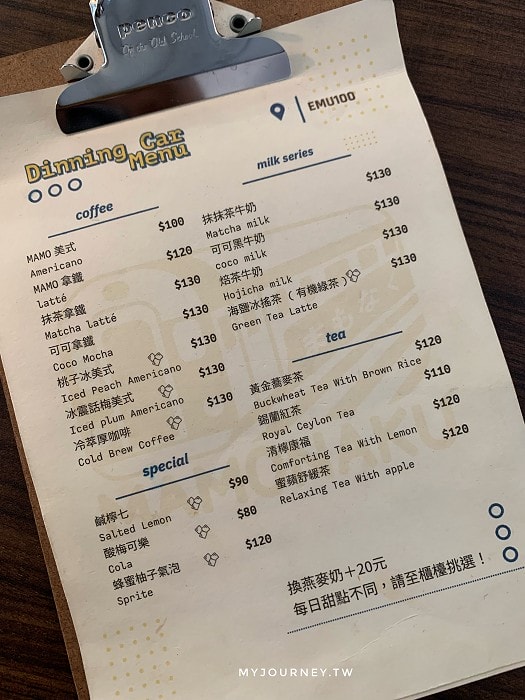 penco
On the Old School
EMU100
Dinning Car
Menu
coffee
MAMO 美式 $100
Americano
MAMO 拿鐵 $120
latté
抹茶拿鐵 $130
Matcha latté
可可拿鐵 $130
Coco Mocha
桃子冰美式 $130
Iced Peach Americano
冰震話梅美式 $130
Iced plum Americano
冷萃厚咖啡 $130
Cold Brew Coffee
special
鹹檸七 $90
Salted Lemon
酸梅可樂 $80
Cola
蜂蜜柚子氣泡 $120
Sprite
milk series
抹抹茶牛奶 $130
Matcha milk
可可黑牛奶 $130
coco milk
焙茶牛奶 $130
Hojicha milk
海鹽冰搖茶（有機綠茶） $130
Green Tea Latte
tea
黃金蕎麥茶 $120
Buckwheat Tea With Brown Rice
錫蘭紅茶 $110
Royal Ceylon Tea
清檸康福 $120
Comforting Tea With Lemon
蜜蘋舒緩茶 $120
Relaxing Tea With apple
換燕麥奶＋20元
每日甜點不同，請至櫃檯挑選！
MYJOURNEY.TW